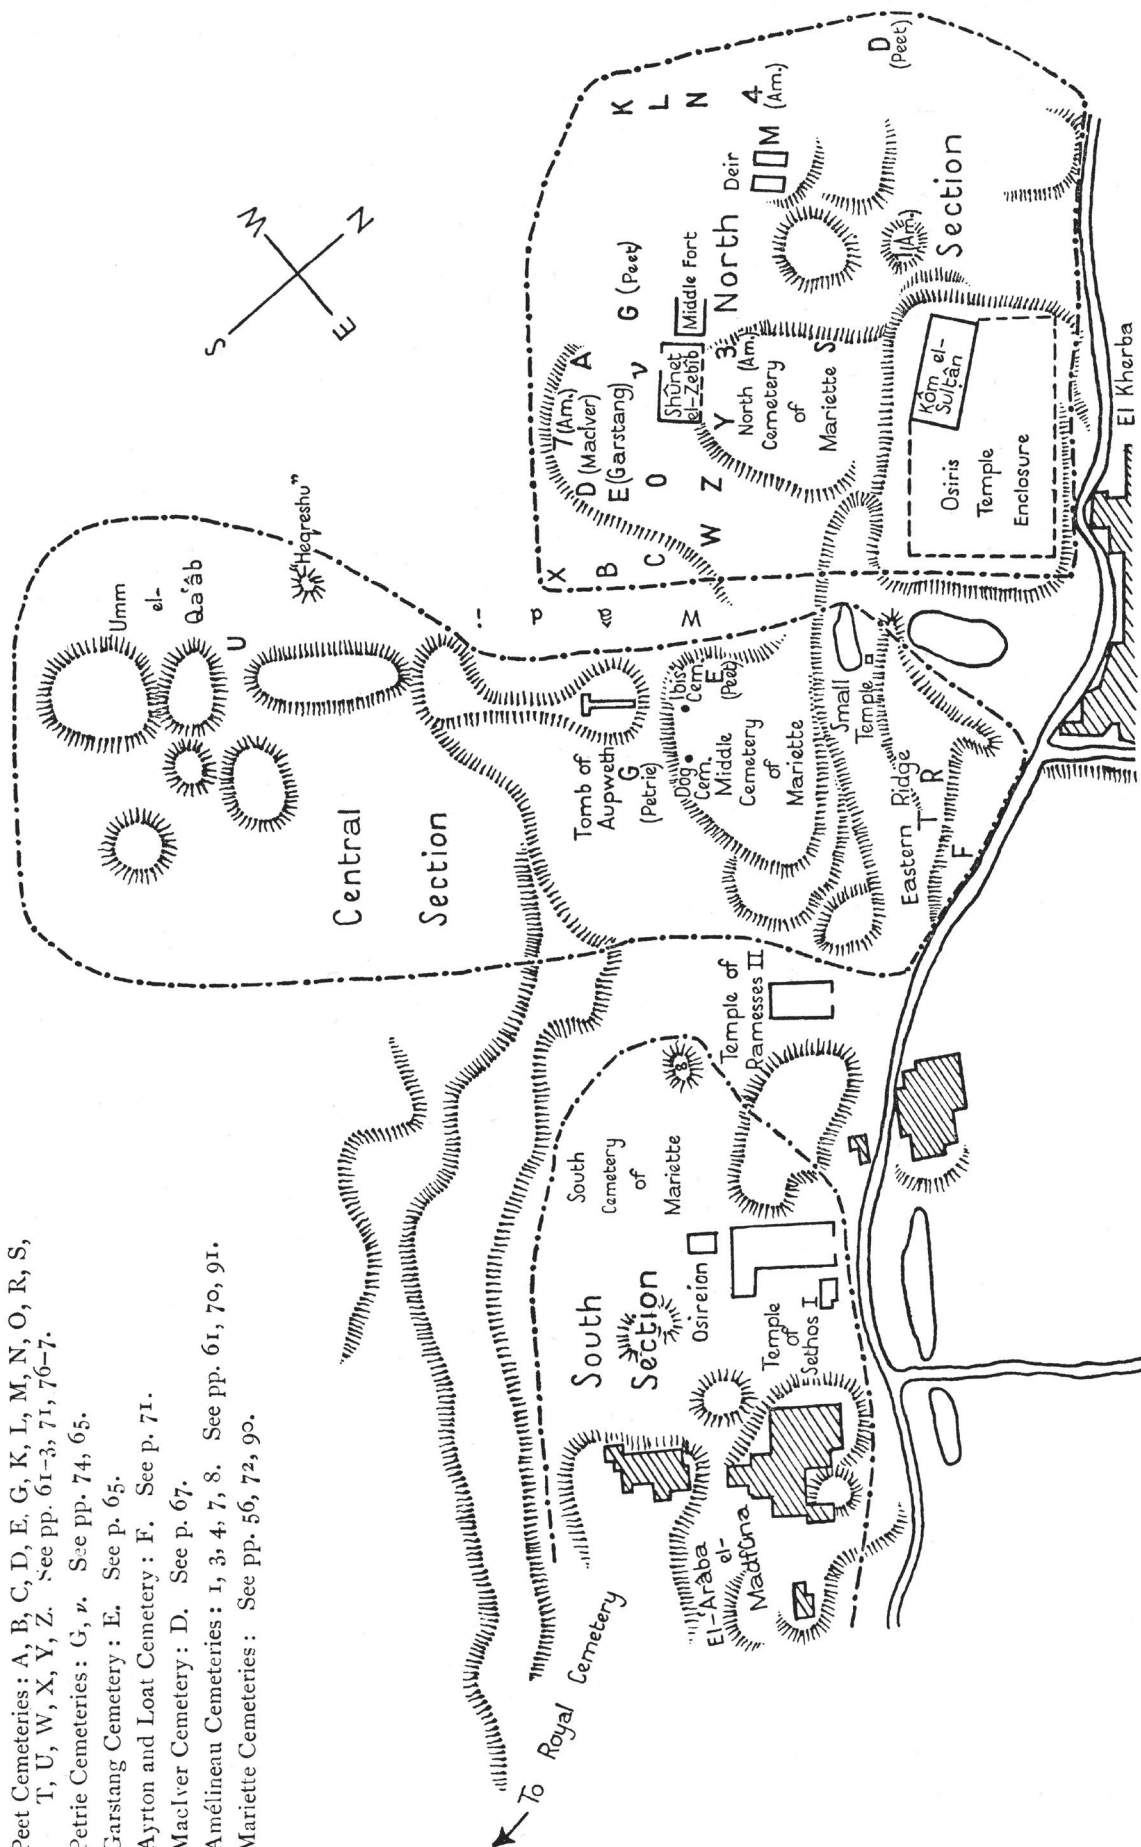 Peet Cemeteries : A, B, C, D, E, G, K, L, M, N, O, R, S,
T, U, W, X, Y, Z. See pp. 61–3, 71, 76–7.
Petrie Cemeteries : G, ν. See pp. 74, 65.
Garstang Cemetery : E. See p. 65.
Ayrton and Loat Cemetery : F. See p. 71.
MacIver Cemetery : D. See p. 67.
Amélineau Cemeteries : 1, 3, 4, 7, 8. See pp. 61, 70, 91.
Mariette Cemeteries : See pp. 56, 72, 90.
S
W
E
N
Umm
el-
Qaʿâb
U
"Heqreshu"
Central
Section
Tomb of
Aupweth
G
(Petrie)
Dog
Cem.
Ibis
Cem.
E
(Peet)
Middle
Cemetery
of
Mariette
Small
Temple
Eastern
Ridge
T
R
F
X
B
C
W
7 (Am.)
D (MacIver)
E (Garstang)
A
O
Z
Y
ν
G (Peet)
Shûnet
el-Zebîb
Middle Fort
3
(Am.)
North
Cemetery
of
Mariette
S
North
Section
Deir
M
K
L
N
4
(Am.)
D
(Peet)
1 (Am.)
Kôm el-
Sulṭân
Osiris
Temple
Enclosure
El Kherba
Temple of
Ramesses II
8
South
Cemetery
of
Mariette
South
Section
Osireion
Temple
of
Sethos I
El-ʿArâba
el-
Madfûna
To Royal Cemetery